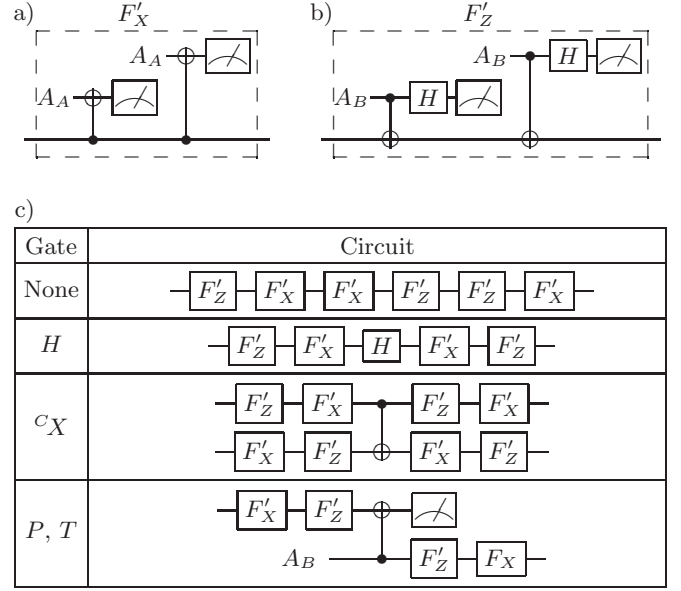 a) F′_X b) F′_Z
A_A A_B H
A_A A_B H
c)
Gate Circuit
None F′_Z F′_X F′_X F′_Z F′_Z F′_X
H F′_Z F′_X H F′_X F′_Z
F′_Z F′_X F′_Z F′_X
^C X
F′_X F′_Z F′_X F′_Z
F′_X F′_Z
P, T
A_B F′_Z F_X